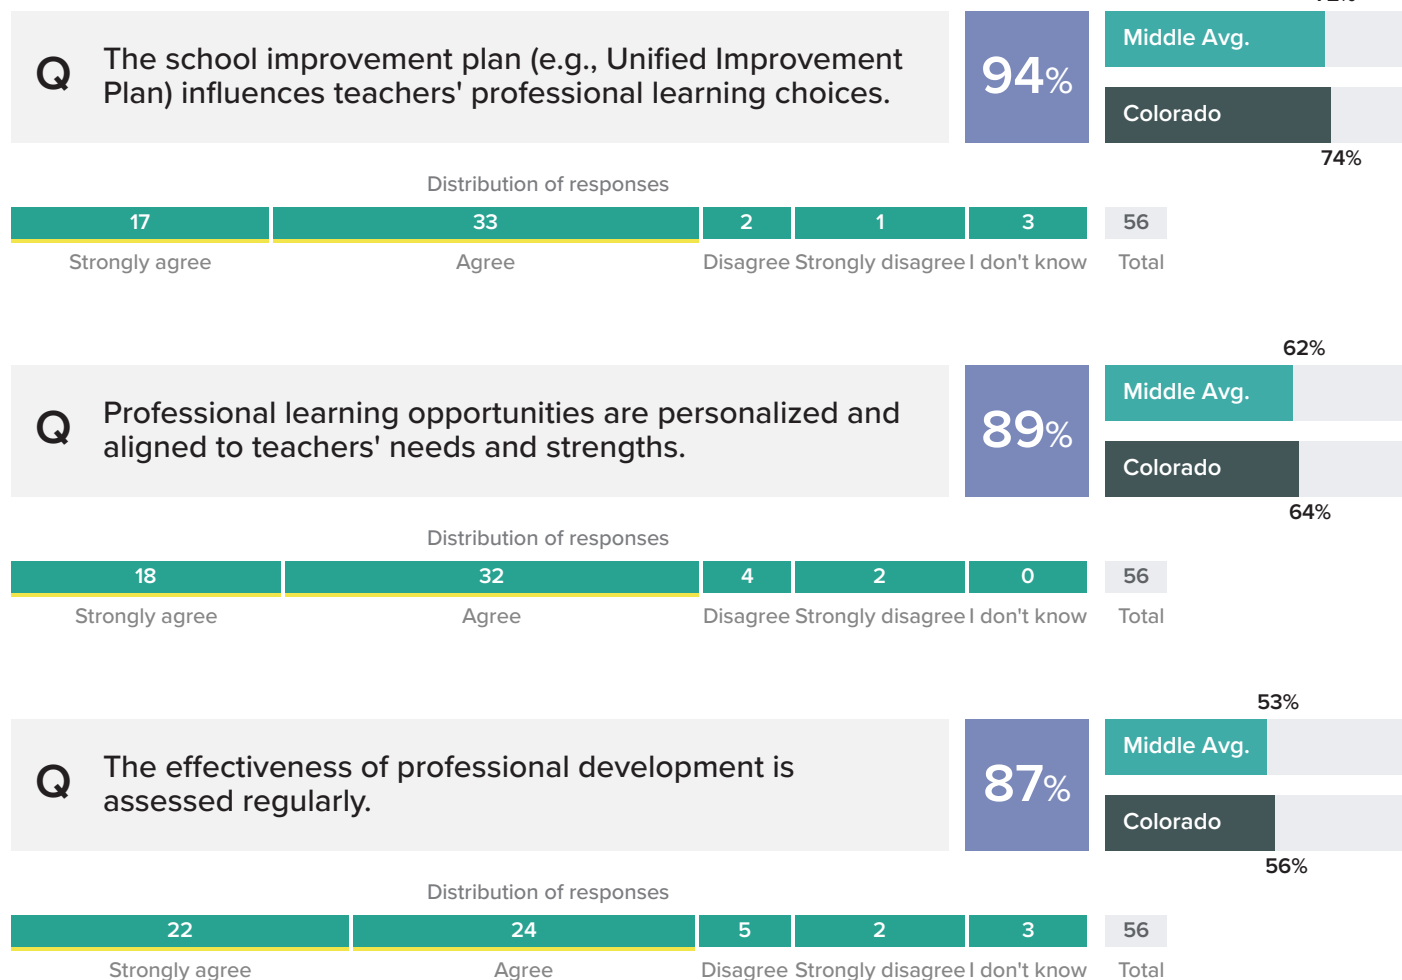 Q
The school improvement plan (e.g., Unified Improvement
Plan) influences teachers' professional learning choices.
94%
Middle Avg.
Colorado
74%
Distribution of responses
17 33 2 1 3 56
Strongly agree Agree Disagree Strongly disagree I don't know Total
62%
Q
Professional learning opportunities are personalized and
aligned to teachers' needs and strengths.
89%
Middle Avg.
Colorado
64%
Distribution of responses
18 32 4 2 0 56
Strongly agree Agree Disagree Strongly disagree I don't know Total
53%
Q
The effectiveness of professional development is
assessed regularly.
87%
Middle Avg.
Colorado
56%
Distribution of responses
22 24 5 2 3 56
Strongly agree Agree Disagree Strongly disagree I don't know Total